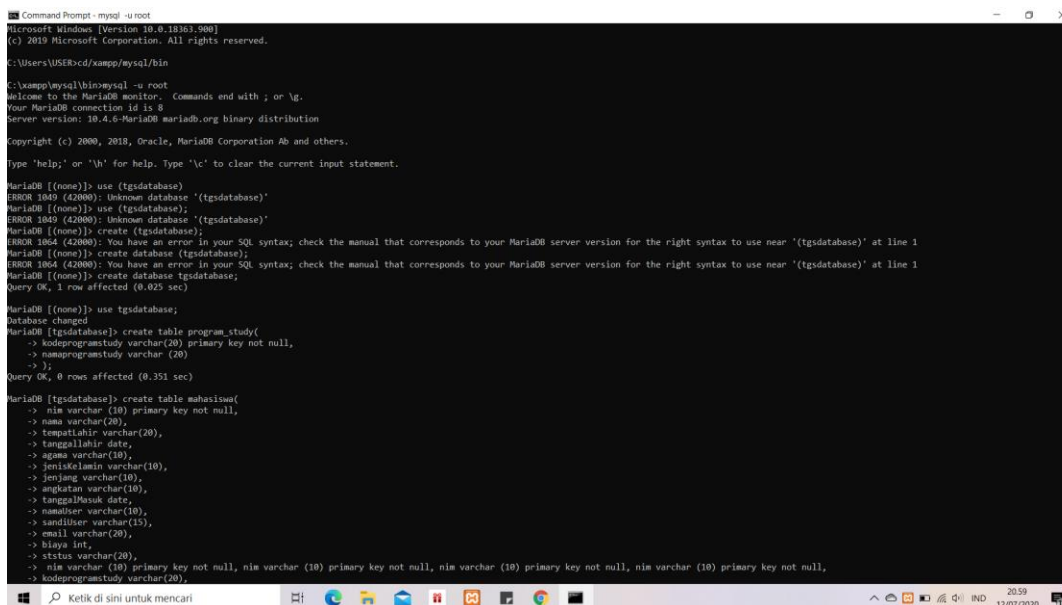 Command Prompt - mysql -u root
Microsoft Windows [Version 10.0.18363.900]
(c) 2019 Microsoft Corporation. All rights reserved.
C:\Users\USER>cd/xampp/mysql/bin
C:\xampp\mysql\bin>mysql -u root
Welcome to the MariaDB monitor.  Commands end with ; or \g.
Your MariaDB connection id is 8
Server version: 10.4.6-MariaDB mariadb.org binary distribution
Copyright (c) 2000, 2018, Oracle, MariaDB Corporation Ab and others.
Type 'help;' or '\h' for help. Type '\c' to clear the current input statement.
MariaDB [(none)]> use (tgsdatabase)
ERROR 1049 (42000): Unknown database '(tgsdatabase)'
MariaDB [(none)]> use (tgsdatabase);
ERROR 1049 (42000): Unknown database '(tgsdatabase)'
MariaDB [(none)]> create (tgsdatabase);
ERROR 1064 (42000): You have an error in your SQL syntax; check the manual that corresponds to your MariaDB server version for the right syntax to use near '(tgsdatabase)' at line 1
MariaDB [(none)]> create database (tgsdatabase);
ERROR 1064 (42000): You have an error in your SQL syntax; check the manual that corresponds to your MariaDB server version for the right syntax to use near '(tgsdatabase)' at line 1
MariaDB [(none)]> create database tgsdatabase;
Query OK, 1 row affected (0.025 sec)
MariaDB [(none)]> use tgsdatabase;
Database changed
MariaDB [tgsdatabase]> create table program_study(
    -> kodeprogramstudy varchar(20) primary key not null,
    -> namaprogramstudy varchar (20)
    -> );
Query OK, 0 rows affected (0.351 sec)
MariaDB [tgsdatabase]> create table mahasiswa(
    ->  nim varchar (10) primary key not null,
    -> nama varchar(20),
    -> tempatLahir varchar(20),
    -> tanggallahir date,
    -> agama varchar(10),
    -> jenisKelamin varchar(10),
    -> jenjang varchar(10),
    -> angkatan varchar(10),
    -> tanggalMasuk date,
    -> namaUser varchar(10),
    -> sandiUser varchar(15),
    -> email varchar(20),
    -> biaya int,
    -> ststus varchar(20),
    ->  nim varchar (10) primary key not null, nim varchar (10) primary key not null, nim varchar (10) primary key not null, nim varchar (10) primary key not null,
    -> kodeprogramstudy varchar(20),
Ketik di sini untuk mencari
IND
20.59
12/07/2020